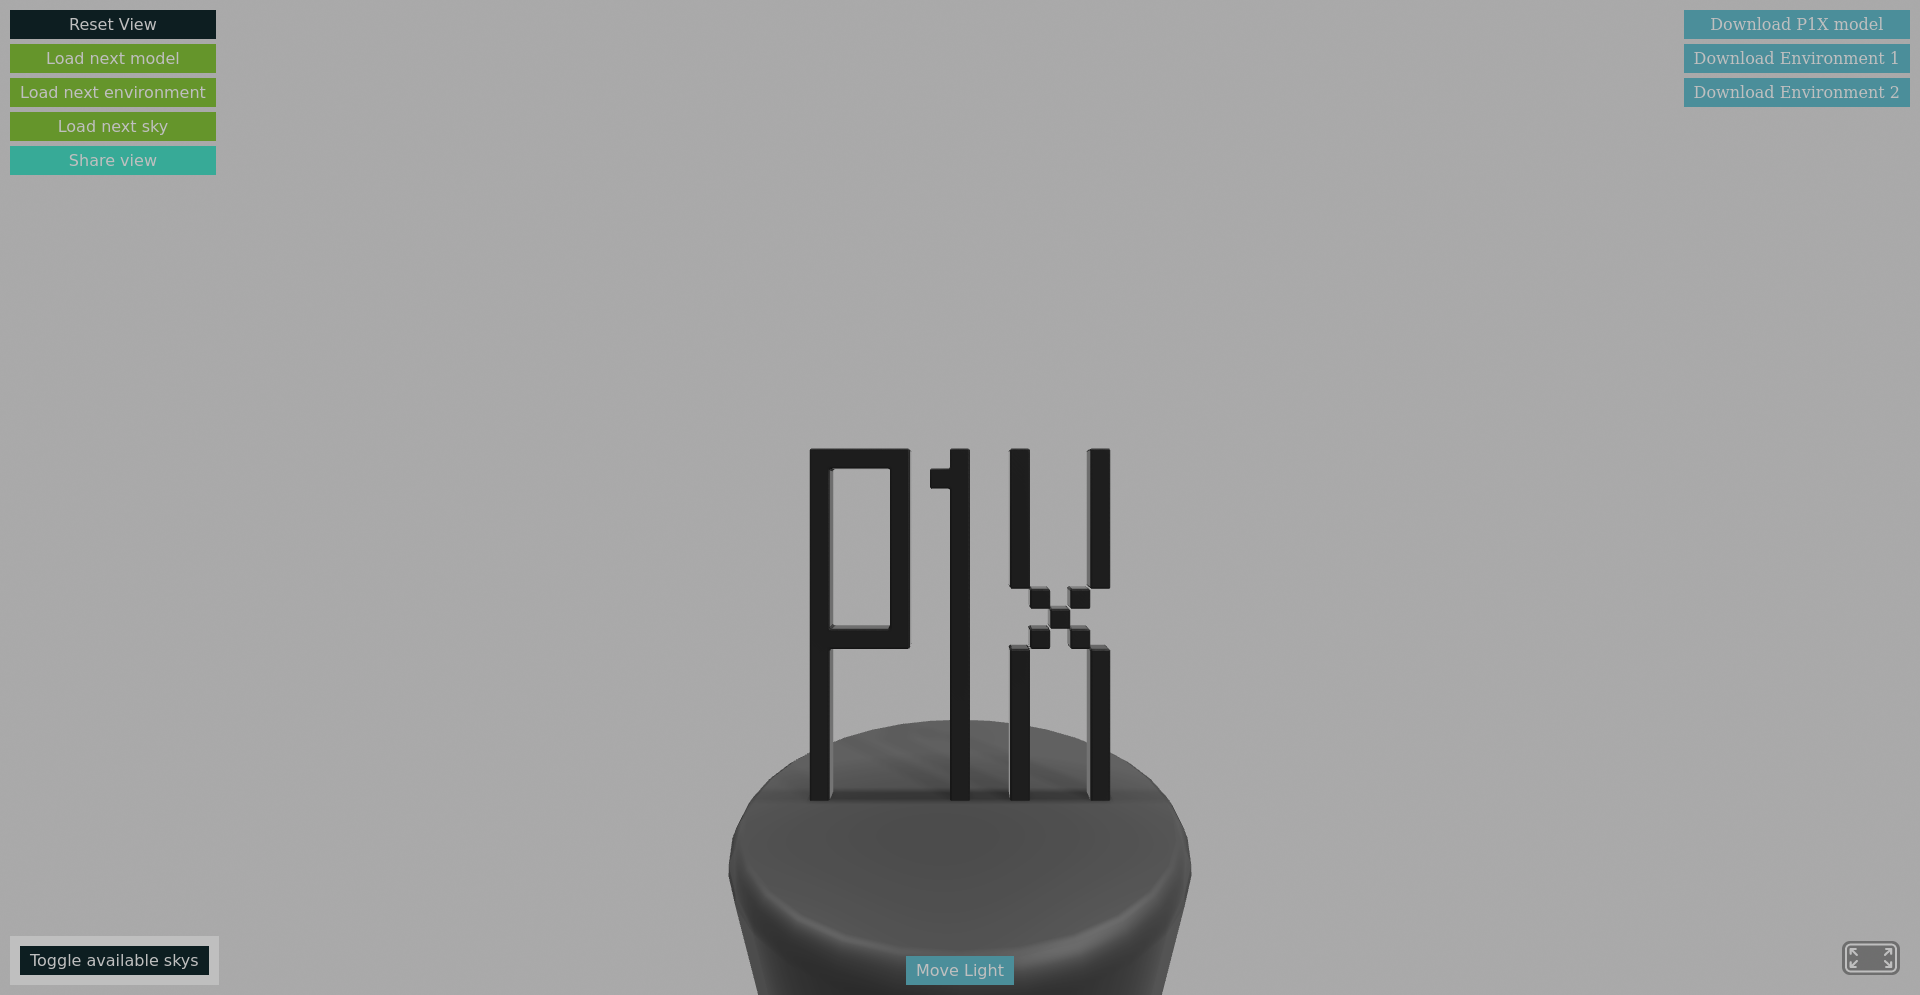 Reset View
Load next model
Load next environment
Load next sky
Share view
Download P1X model
Download Environment 1
Download Environment 2
P1X
Toggle available skys
Move Light